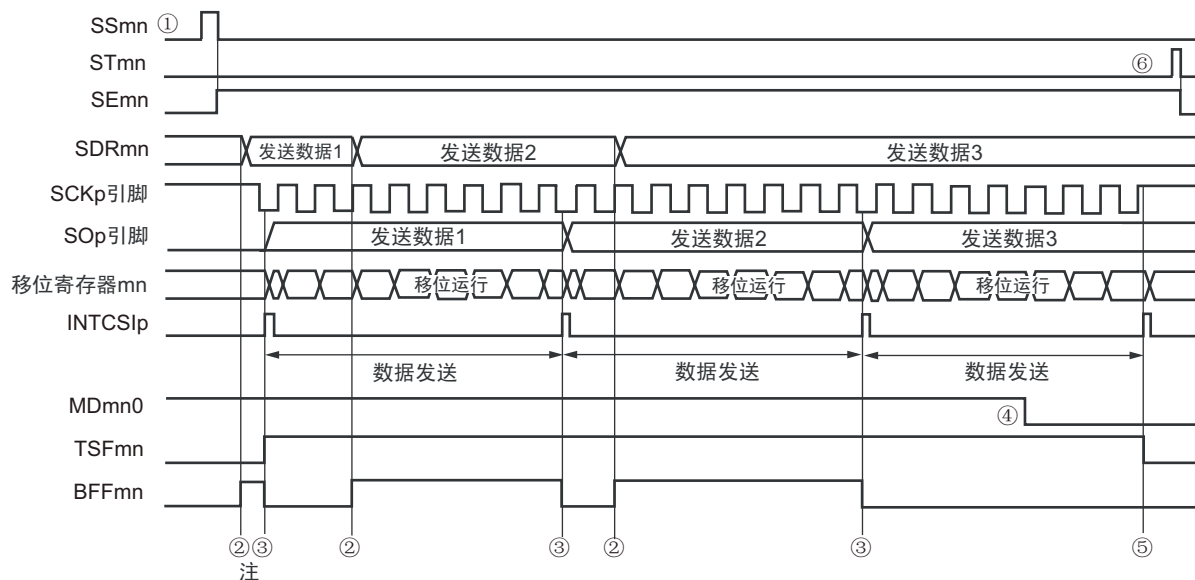 SSmn ①
STmn ⑥
SEmn
SDRmn 发送数据1 发送数据2 发送数据3
SCKp引脚
SOp引脚 发送数据1 发送数据2 发送数据3
移位寄存器mn 移位运行 移位运行 移位运行
INTCSIp
数据发送 数据发送 数据发送
MDmn0 ④
TSFmn
BFFmn
②③ ② ③ ② ③ ⑤
注